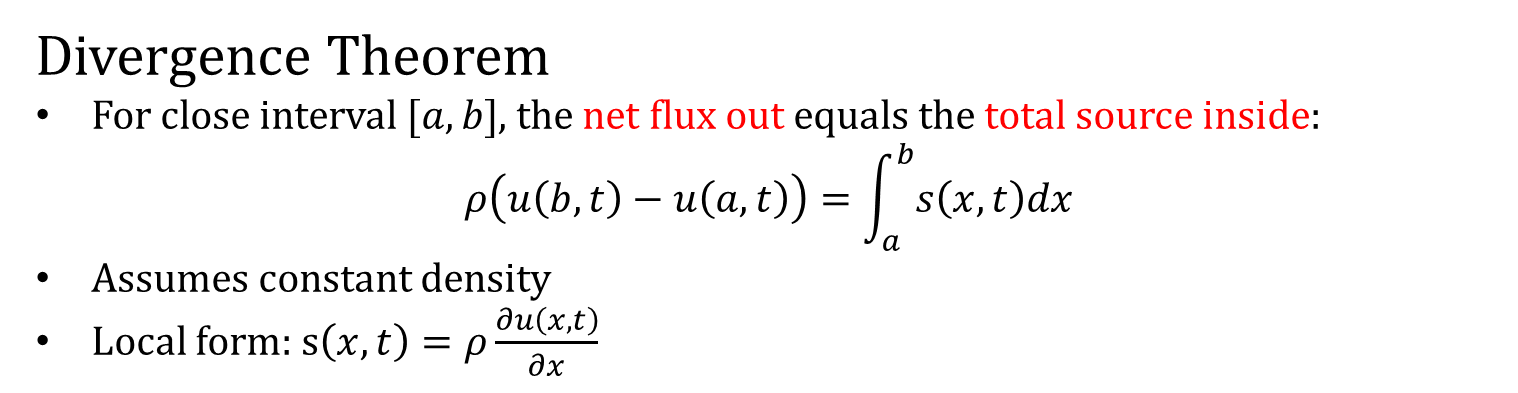 Divergence Theorem
• For close interval [𝑎, 𝑏], the net flux out equals the total source inside:
𝜌(𝑢(𝑏, 𝑡) − 𝑢(𝑎, 𝑡)) = ∫ₐᵇ 𝑠(𝑥, 𝑡)𝑑𝑥
• Assumes constant density
• Local form: s(𝑥, 𝑡) = 𝜌 ∂𝑢(𝑥,𝑡)/∂𝑥